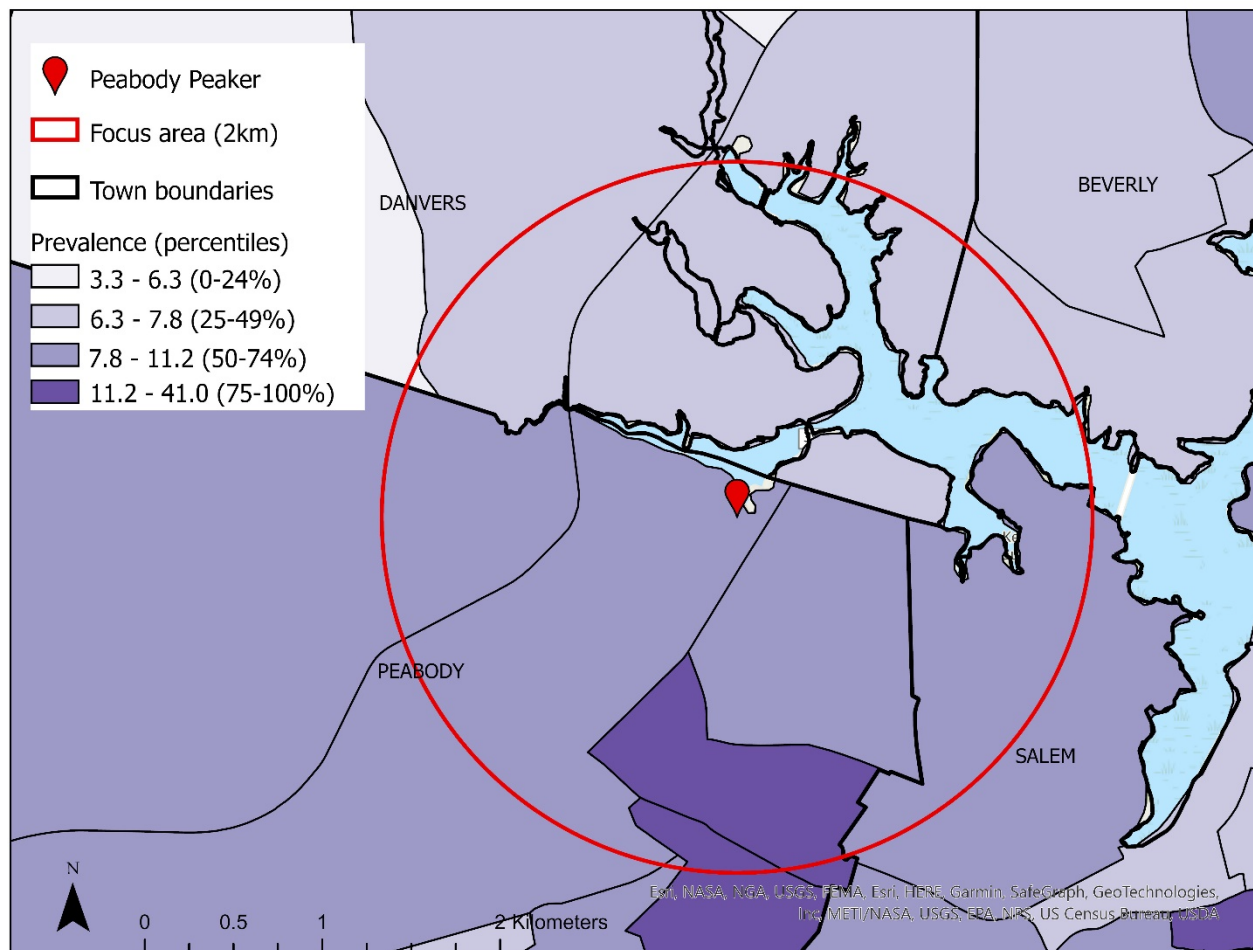 Peabody Peaker
Focus area (2km)
Town boundaries
Prevalence (percentiles)
3.3 - 6.3 (0-24%)
6.3 - 7.8 (25-49%)
7.8 - 11.2 (50-74%)
11.2 - 41.0 (75-100%)
DANVERS
BEVERLY
PEABODY
SALEM
N
0 0.5 1 2 Kilometers
Esri, NASA, NGA, USGS, FEMA, Esri, HERE, Garmin, SafeGraph, GeoTechnologies,
Inc, METI/NASA, USGS, EPA, NPS, US Census Bureau, USDA